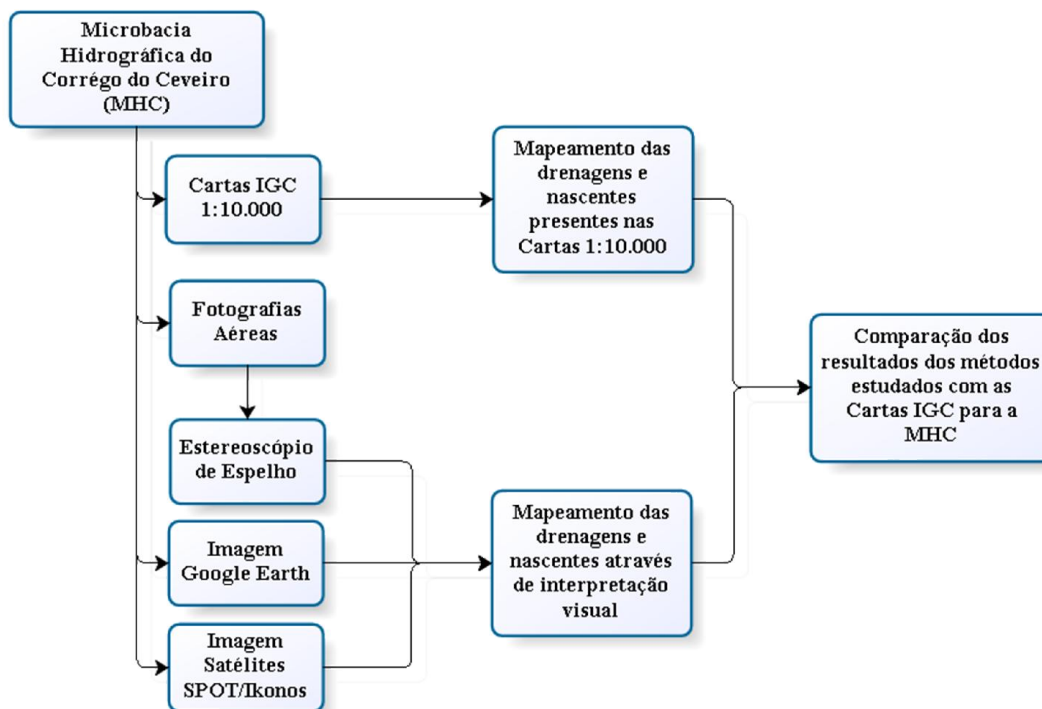 Microbacia
Hidrográfica do
Corrégo do Ceveiro
(MHC)
Cartas IGC
1:10.000
Mapeamento das
drenagens e
nascentes
presentes nas
Cartas 1:10.000
Fotografias
Aéreas
Estereoscópio
de Espelho
Imagem
Google Earth
Imagem
Satélites
SPOT/Ikonos
Mapeamento das
drenagens e
nascentes através
de interpretação
visual
Comparação dos
resultados dos métodos
estudados com as
Cartas IGC para a
MHC